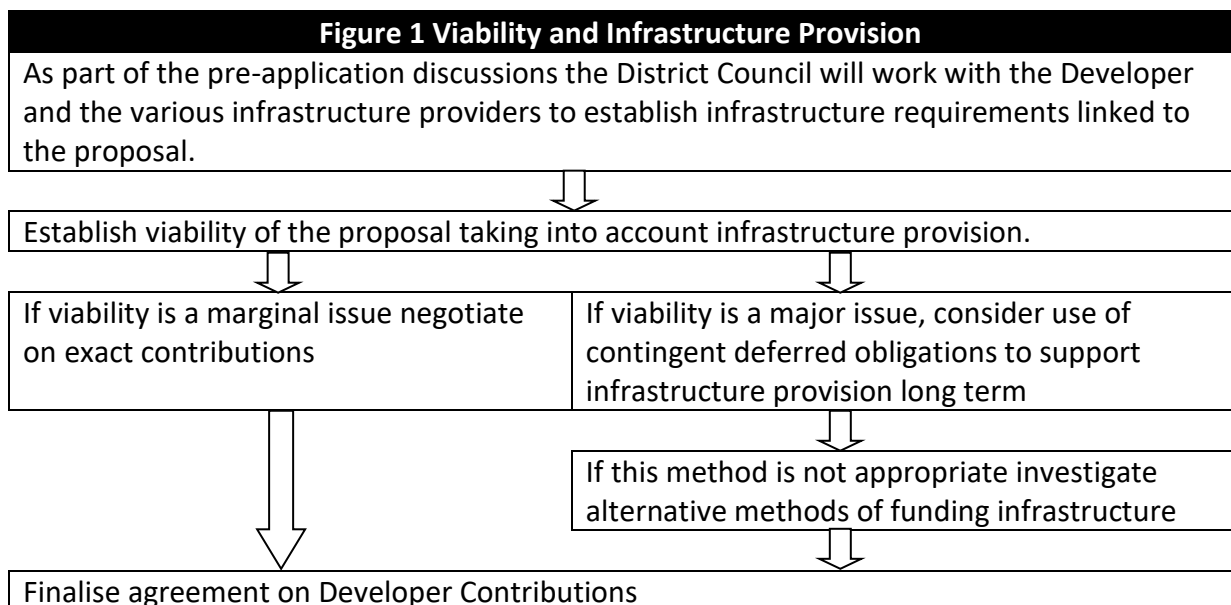 Figure 1 Viability and Infrastructure Provision
As part of the pre-application discussions the District Council will work with the Developer
and the various infrastructure providers to establish infrastructure requirements linked to
the proposal.
Establish viability of the proposal taking into account infrastructure provision.
If viability is a marginal issue negotiate
on exact contributions
If viability is a major issue, consider use of
contingent deferred obligations to support
infrastructure provision long term
If this method is not appropriate investigate
alternative methods of funding infrastructure
Finalise agreement on Developer Contributions